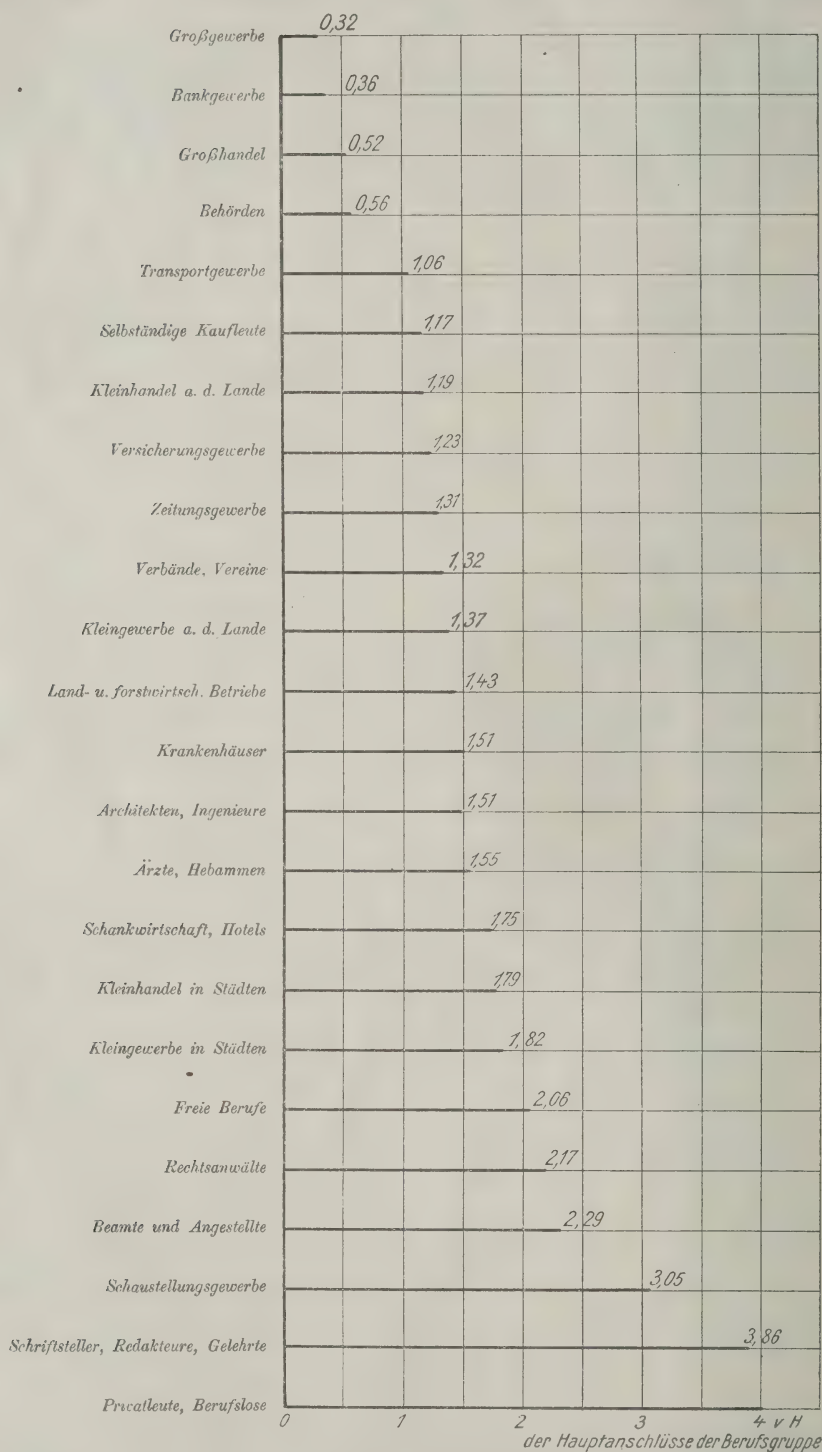 Großgewerbe 0,32
Bankgewerbe 0,36
Großhandel 0,52
Behörden 0,56
Transportgewerbe 1,06
Selbständige Kaufleute 1,17
Kleinhandel a. d. Lande 1,19
Versicherungsgewerbe 1,23
Zeitungsgewerbe 1,31
Verbände, Vereine 1,32
Kleingewerbe a. d. Lande 1,37
Land- u. forstwirtsch. Betriebe 1,43
Krankenhäuser 1,51
Architekten, Ingenieure 1,51
Ärzte, Hebammen 1,55
Schankwirtschaft, Hotels 1,75
Kleinhandel in Städten 1,79
Kleingewerbe in Städten 1,82
Freie Berufe 2,06
Rechtsanwälte 2,17
Beamte und Angestellte 2,29
Schaustellungsgewerbe 3,05
Schriftsteller, Redakteure, Gelehrte 3,86
Privatleute, Berufslose
0 1 2 3 4 v H
der Hauptanschlüsse der Berufsgruppe